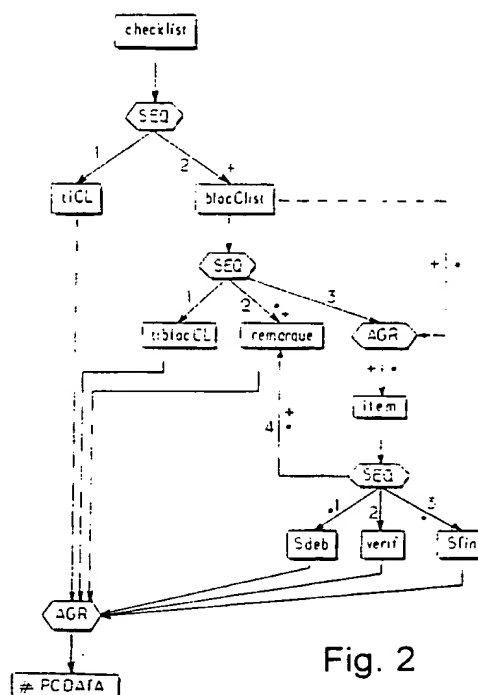 checklist
SEQ
1 2 +
tiCL blocClist
SEQ
+ *
1 2 * + 3
tiblocCL remarque AGR
+ *
item
4 + *
SEQ
* 1 2 * 3
Sdeb verif Sfin
AGR
# PCDATA
Fig. 2